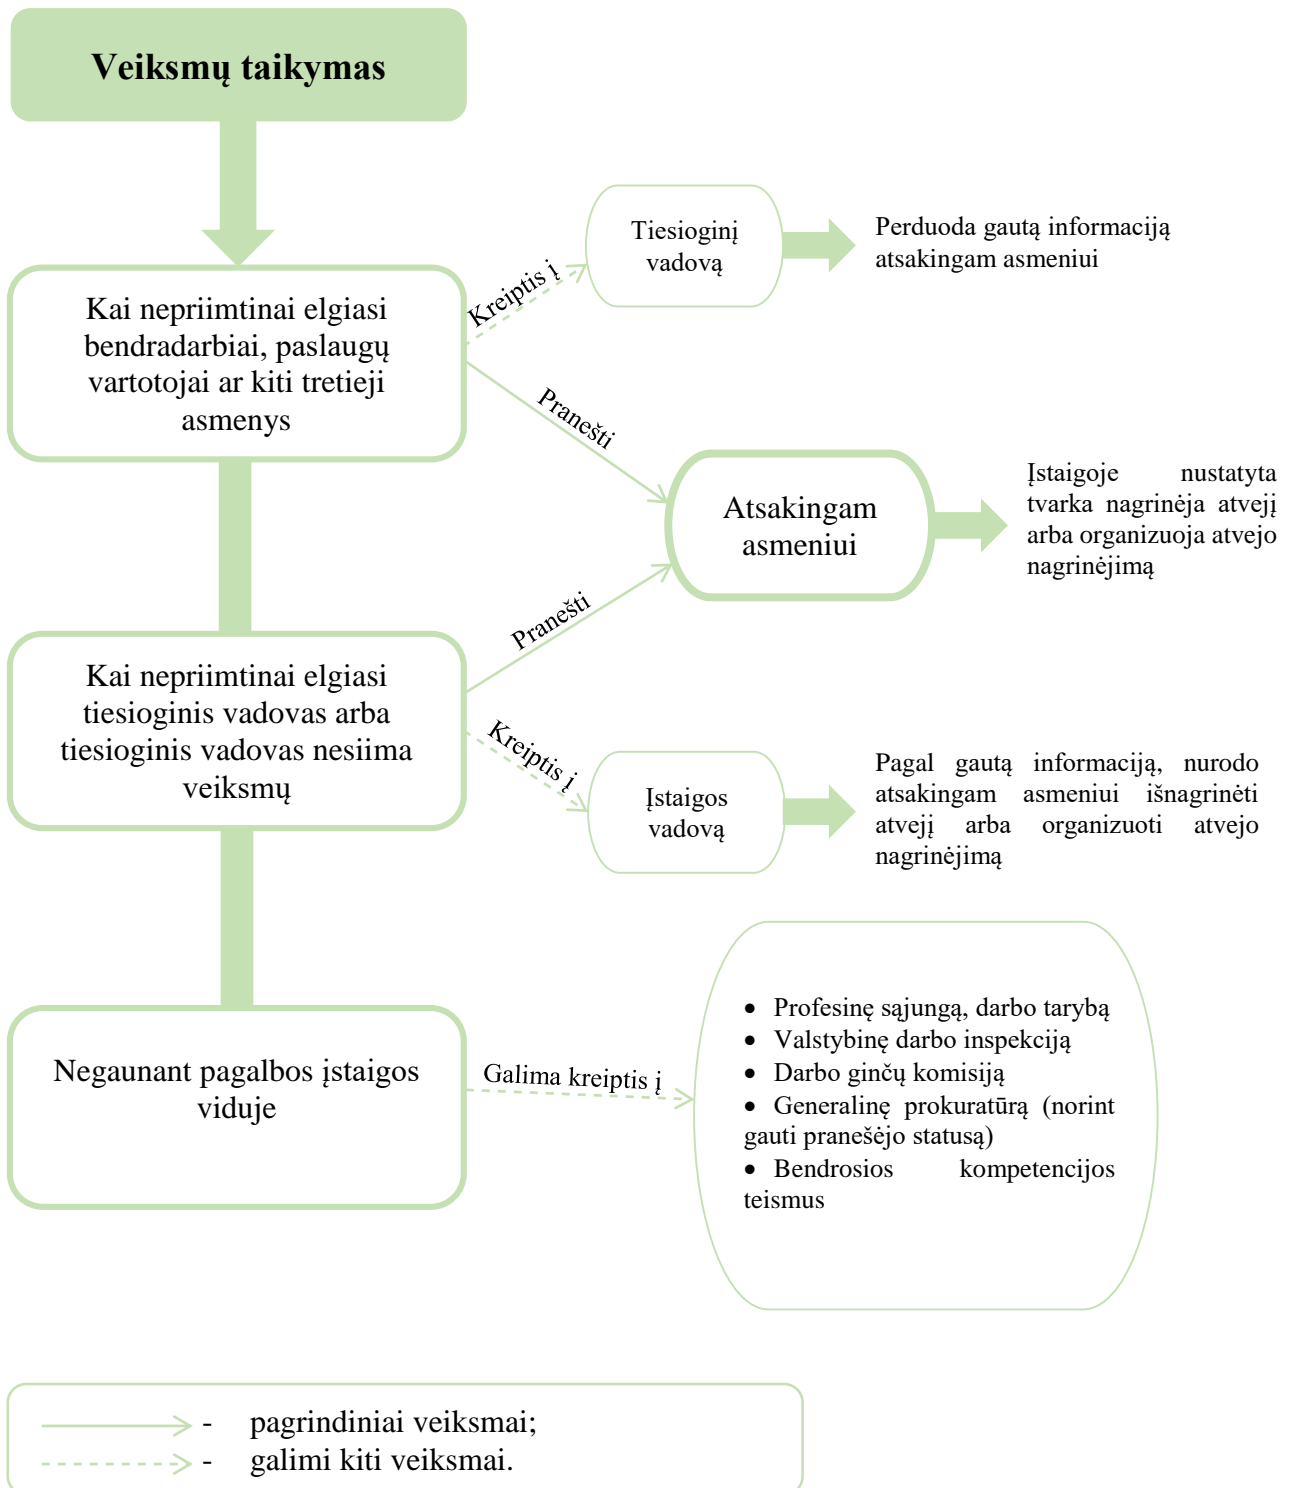 Veiksmų taikymas
Kai nepriimtinai elgiasi
bendradarbiai, paslaugų
vartotojai ar kiti tretieji
asmenys
Kreiptis į
Tiesioginį
vadovą
Perduoda gautą informaciją
atsakingam asmeniui
Pranešti
Atsakingam
asmeniui
Įstaigoje nustatyta
tvarka nagrinėja atvejį
arba organizuoja atvejo
nagrinėjimą
Pranešti
Kai nepriimtinai elgiasi
tiesioginis vadovas arba
tiesioginis vadovas nesiima
veiksmų
Kreiptis į
Įstaigos
vadovą
Pagal gautą informaciją, nurodo
atsakingam asmeniui išnagrinėti
atvejį arba organizuoti atvejo
nagrinėjimą
Negaunant pagalbos įstaigos
viduje
Galima kreiptis į
• Profesinę sąjungą, darbo tarybą
• Valstybinę darbo inspekciją
• Darbo ginčų komisiją
• Generalinę prokuratūrą (norint
gauti pranešėjo statusą)
• Bendrosios kompetencijos
teismus
- pagrindiniai veiksmai;
- galimi kiti veiksmai.